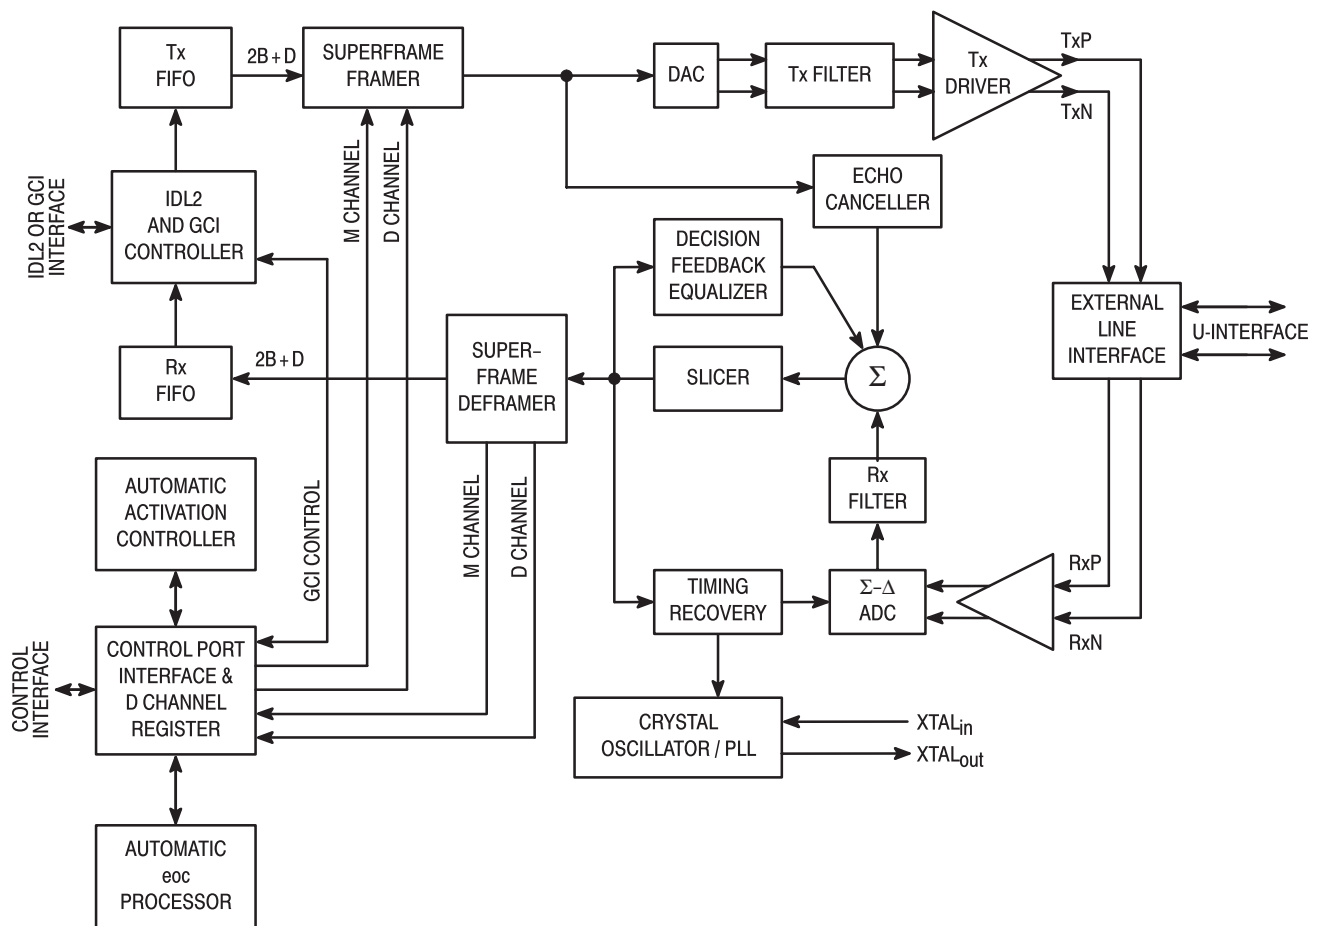 Tx
FIFO
2B+D
SUPERFRAME
FRAMER
DAC
Tx FILTER
Tx
DRIVER
TxP
TxN
IDL2 OR GCI
INTERFACE
IDL2
AND GCI
CONTROLLER
M CHANNEL
D CHANNEL
ECHO
CANCELLER
DECISION
FEEDBACK
EQUALIZER
EXTERNAL
LINE
INTERFACE
U-INTERFACE
Rx
FIFO
2B+D
SUPER–
FRAME
DEFRAMER
SLICER
Σ
Rx
FILTER
AUTOMATIC
ACTIVATION
CONTROLLER
GCI CONTROL
M CHANNEL
D CHANNEL
TIMING
RECOVERY
Σ–Δ
ADC
RxP
RxN
CONTROL
INTERFACE
CONTROL PORT
INTERFACE &
D CHANNEL
REGISTER
CRYSTAL
OSCILLATOR / PLL
XTALin
XTALout
AUTOMATIC
eoc
PROCESSOR